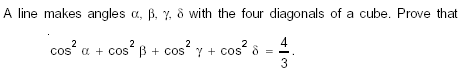 A line makes angles α, β, γ, δ with the four diagonals of a cube. Prove that
cos² α + cos² β + cos² γ + cos² δ = 4/3.